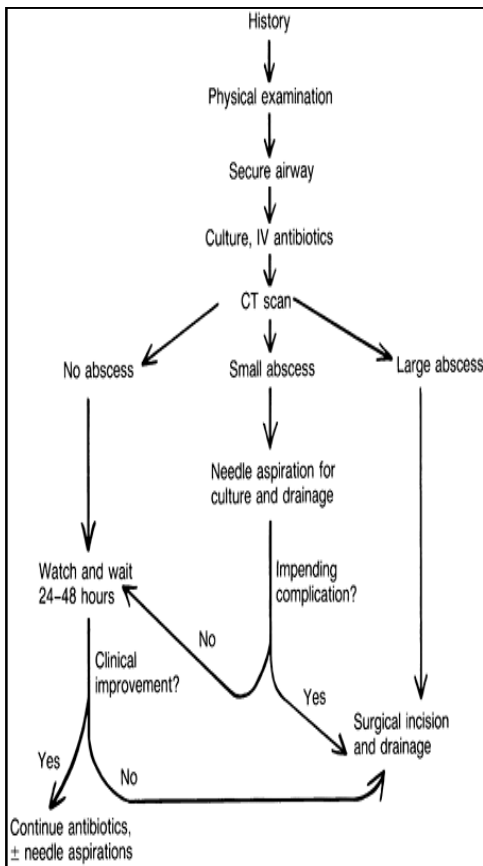 History
Physical examination
Secure airway
Culture, IV antibiotics
CT scan
No abscess
Small abscess
Large abscess
Needle aspiration for
culture and drainage
Watch and wait
24–48 hours
Impending
complication?
No
Clinical
improvement?
Yes
Surgical incision
and drainage
Yes
No
Continue antibiotics,
± needle aspirations